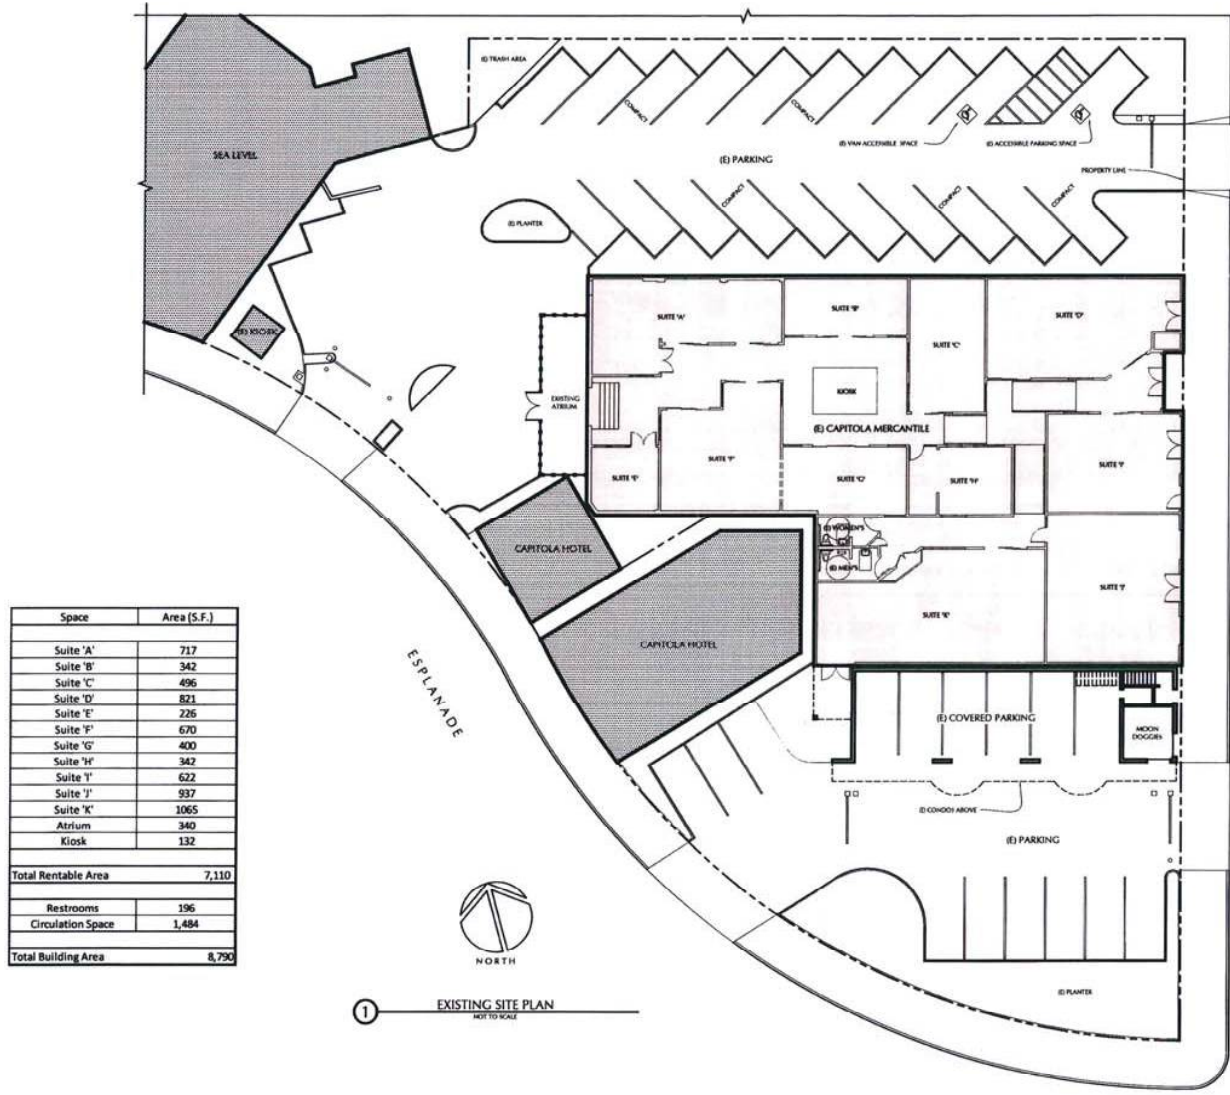 (E) TRASH AREA
COMPACT
COMPACT
(E) VAN ACCESSIBLE SPACE
(E) ACCESSIBLE PARKING SPACE
SEA LEVEL
(E) PARKING
PROPERTY LINE
COMPACT
COMPACT
COMPACT
(E) PLANTER
(E) KIOSK
SUITE 'A'
SUITE 'B'
SUITE 'C'
SUITE 'D'
EXISTING
ATRIUM
KIOSK
(E) CAPITOLA MERCANTILE
SUITE 'E'
SUITE 'F'
SUITE 'G'
SUITE 'H'
SUITE 'I'
(E) WOMEN'S
(E) MEN'S
CAPITOLA HOTEL
SUITE 'J'
SUITE 'K'
CAPITOLA HOTEL
ESPLANADE
(E) COVERED PARKING
MOON
DOGGIES
(E) CONDOS ABOVE
(E) PARKING
(E) PLANTER
Space Area (S.F.)
Suite 'A' 717
Suite 'B' 342
Suite 'C' 496
Suite 'D' 821
Suite 'E' 226
Suite 'F' 670
Suite 'G' 400
Suite 'H' 342
Suite 'I' 622
Suite 'J' 937
Suite 'K' 1065
Atrium 340
Kiosk 132
Total Rentable Area 7,110
Restrooms 196
Circulation Space 1,484
Total Building Area 8,790
NORTH
1 EXISTING SITE PLAN
NOT TO SCALE